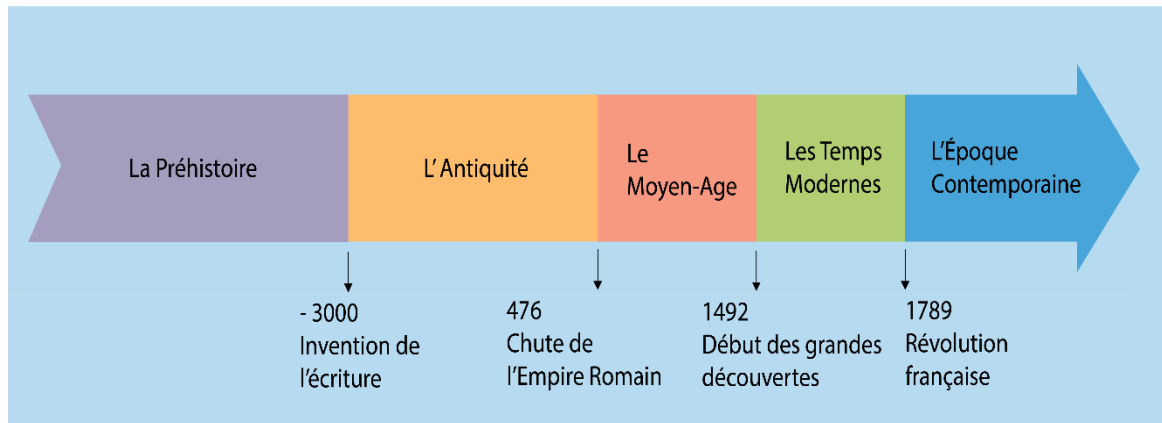 La Préhistoire
L'Antiquité
Le
Moyen-Age
Les Temps
Modernes
L'Époque
Contemporaine
- 3000
Invention de
l'écriture
476
Chute de
l'Empire Romain
1492
Début des grandes
découvertes
1789
Révolution
française